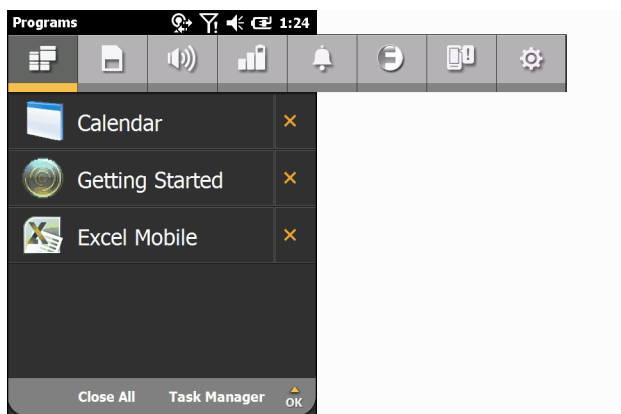 Programs 1:24
Calendar
Getting Started
Excel Mobile
Close All Task Manager OK